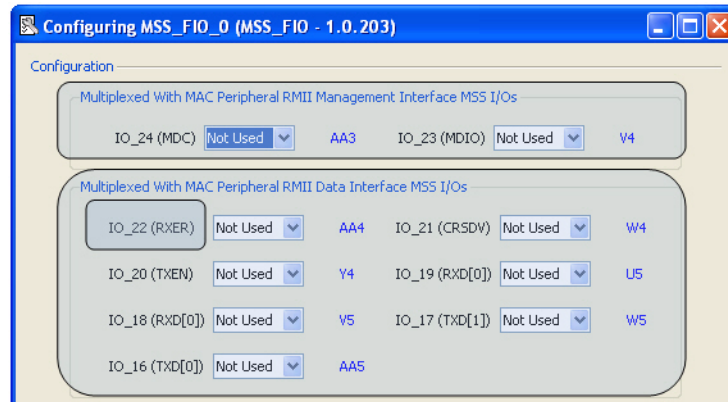 Configuring MSS_FIO_0 (MSS_FIO - 1.0.203)
Configuration
Multiplexed With MAC Peripheral RMII Management Interface MSS I/Os
IO_24 (MDC) Not Used AA3 IO_23 (MDIO) Not Used V4
Multiplexed With MAC Peripheral RMII Data Interface MSS I/Os
IO_22 (RXER) Not Used AA4 IO_21 (CRSDV) Not Used W4
IO_20 (TXEN) Not Used Y4 IO_19 (RXD[0]) Not Used U5
IO_18 (RXD[0]) Not Used V5 IO_17 (TXD[1]) Not Used W5
IO_16 (TXD[0]) Not Used AA5